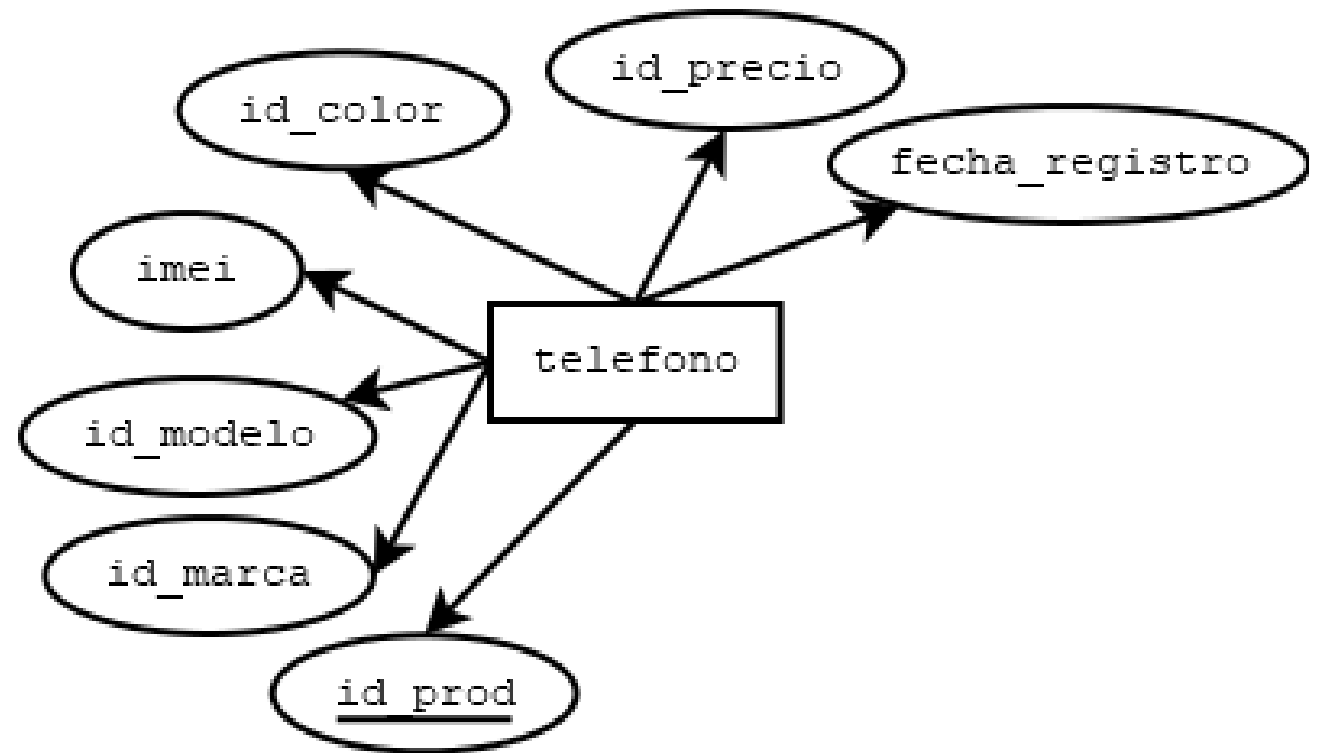 id_precio
id_color
fecha_registro
imei
telefono
id_modelo
id_marca
id_prod